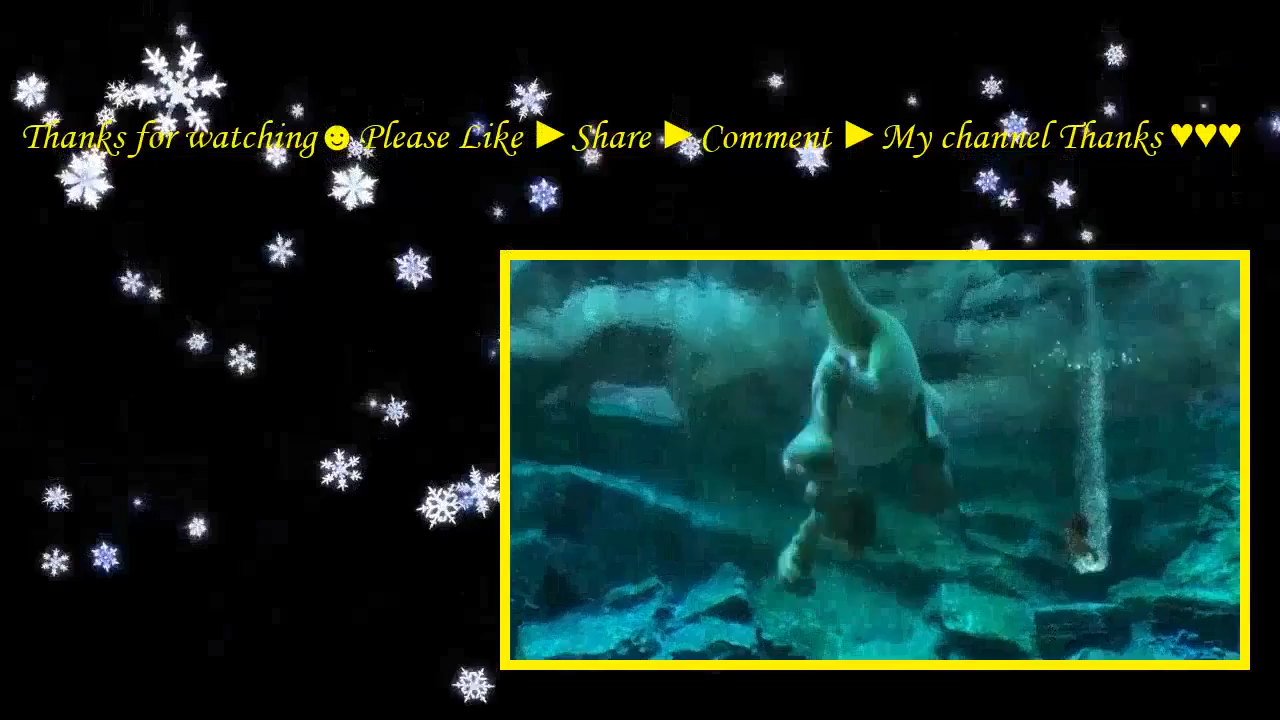 Thanks for watching☻Please Like ►Share ►Comment ►My channel Thanks ♥♥♥